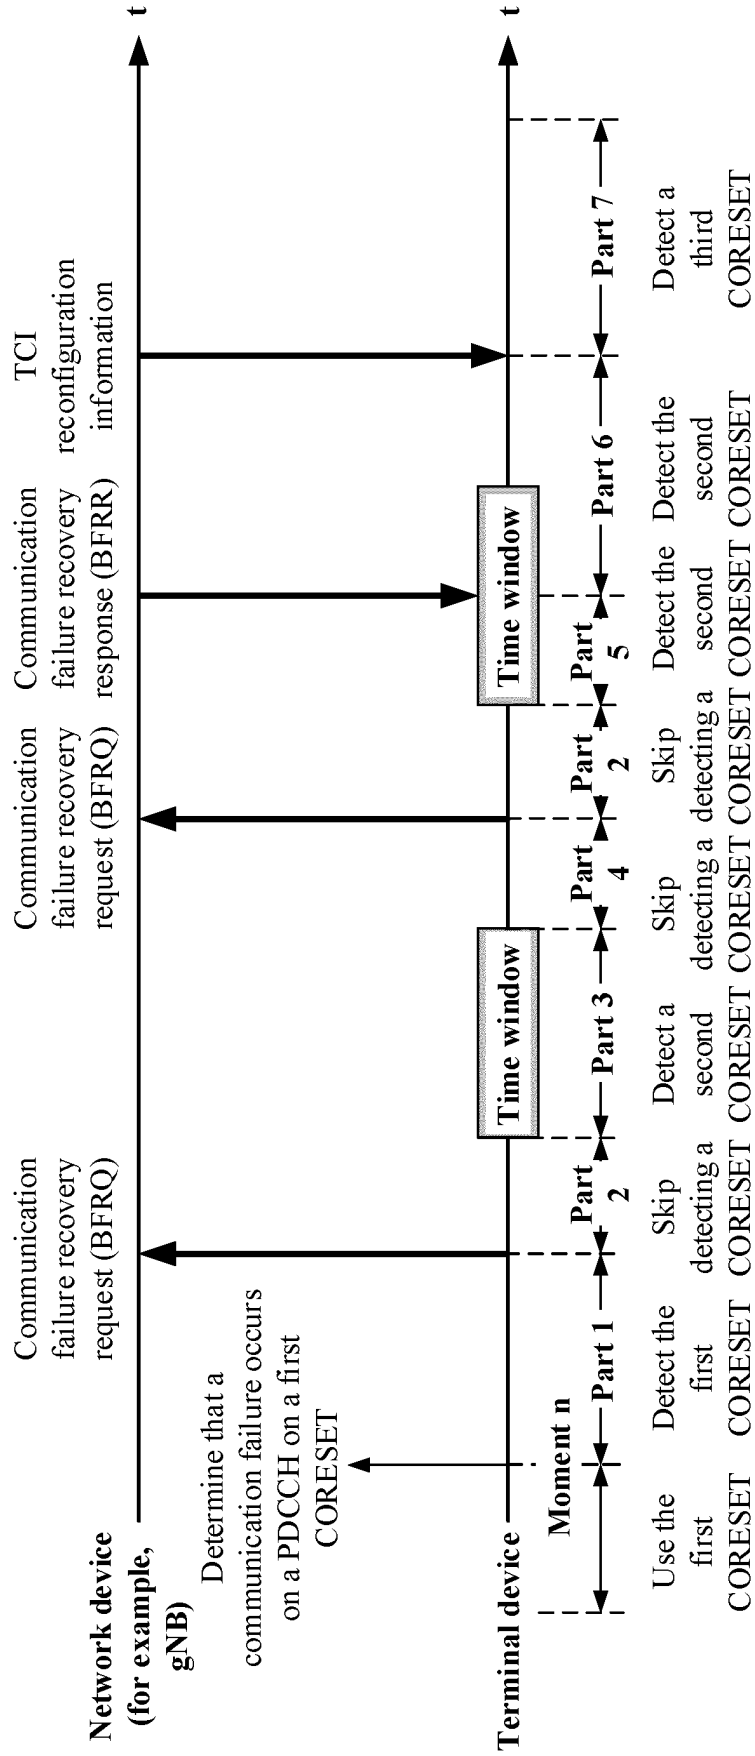 Communication
failure recovery
request (BFRQ)
Communication
failure recovery
request (BFRQ)
Communication
failure recovery
response (BFRR)
TCI
reconfiguration
information
Network device
(for example,
gNB)
t
Determine that a
communication failure occurs
on a PDCCH on a first
CORESET
Terminal device
Time window
Time window
t
Moment n
Part 1
Part
2
Part 3
Part
4
Part
2
Part
5
Part 6
Part 7
Use the
first
CORESET
Detect the
first
CORESET
Skip
detecting a
CORESET
Detect a
second
CORESET
Skip
detecting a
CORESET
Skip
detecting a
CORESET
Detect the
second
CORESET
Detect the
second
CORESET
Detect a
third
CORESET